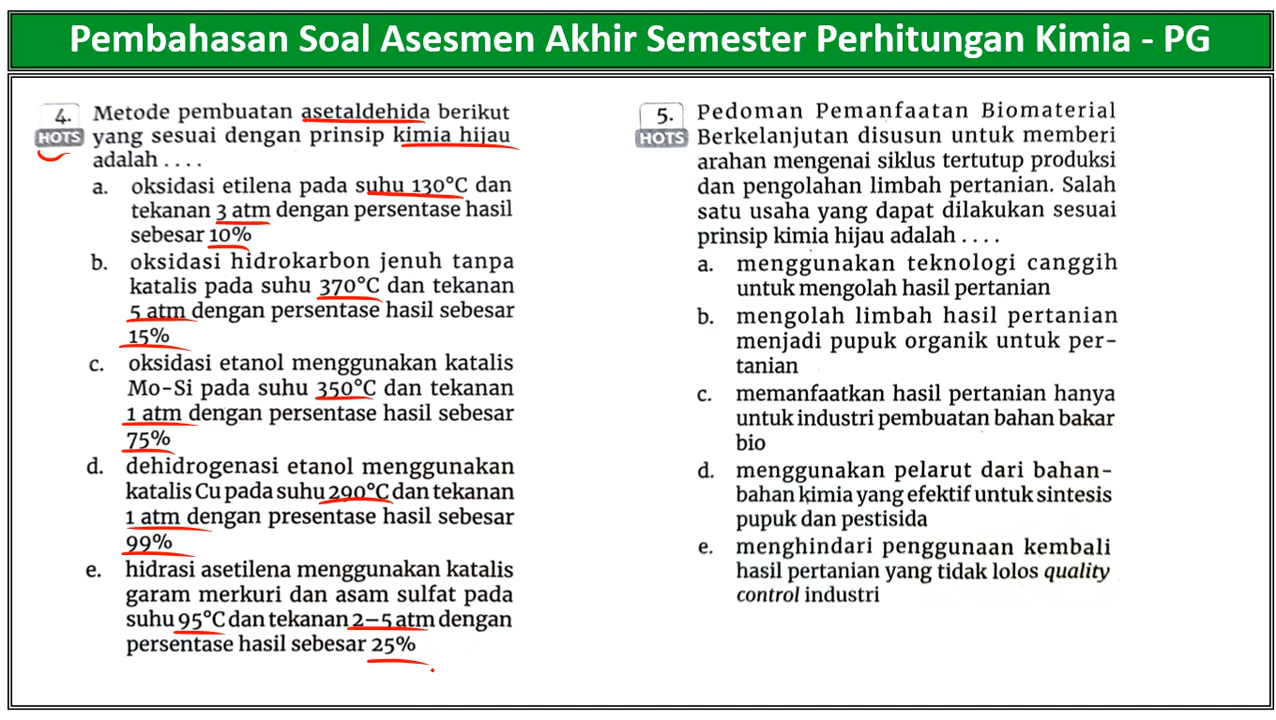 Pembahasan Soal Asesmen Akhir Semester Perhitungan Kimia - PG
4.
HOTS
Metode pembuatan asetaldehida berikut
yang sesuai dengan prinsip kimia hijau
adalah . . . .
a. oksidasi etilena pada suhu 130°C dan
tekanan 3 atm dengan persentase hasil
sebesar 10%
b. oksidasi hidrokarbon jenuh tanpa
katalis pada suhu 370°C dan tekanan
5 atm dengan persentase hasil sebesar
15%
c. oksidasi etanol menggunakan katalis
Mo-Si pada suhu 350°C dan tekanan
1 atm dengan persentase hasil sebesar
75%
d. dehidrogenasi etanol menggunakan
katalis Cu pada suhu 290°C dan tekanan
1 atm dengan presentase hasil sebesar
99%
e. hidrasi asetilena menggunakan katalis
garam merkuri dan asam sulfat pada
suhu 95°C dan tekanan 2–5 atm dengan
persentase hasil sebesar 25%
5.
HOTS
Pedoman Pemanfaatan Biomaterial
Berkelanjutan disusun untuk memberi
arahan mengenai siklus tertutup produksi
dan pengolahan limbah pertanian. Salah
satu usaha yang dapat dilakukan sesuai
prinsip kimia hijau adalah . . . .
a. menggunakan teknologi canggih
untuk mengolah hasil pertanian
b. mengolah limbah hasil pertanian
menjadi pupuk organik untuk per-
tanian
c. memanfaatkan hasil pertanian hanya
untuk industri pembuatan bahan bakar
bio
d. menggunakan pelarut dari bahan-
bahan kimia yang efektif untuk sintesis
pupuk dan pestisida
e. menghindari penggunaan kembali
hasil pertanian yang tidak lolos quality
control industri